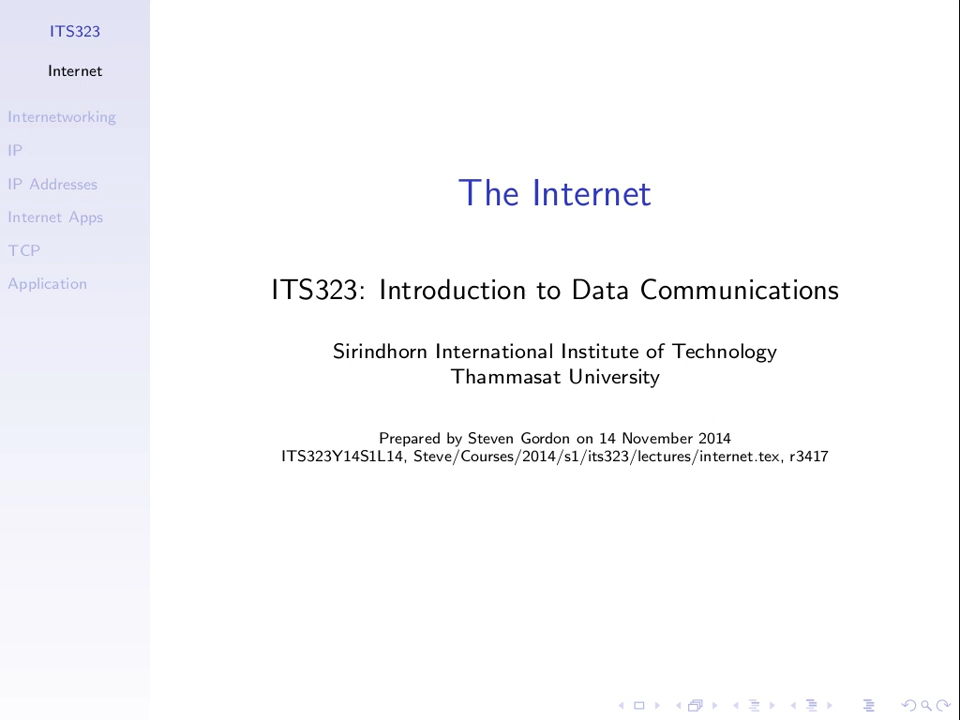 ITS323
Internet
Internetworking
IP
IP Addresses
Internet Apps
TCP
Application
The Internet
ITS323: Introduction to Data Communications
Sirindhorn International Institute of Technology
Thammasat University
Prepared by Steven Gordon on 14 November 2014
ITS323Y14S1L14, Steve/Courses/2014/s1/its323/lectures/internet.tex, r3417